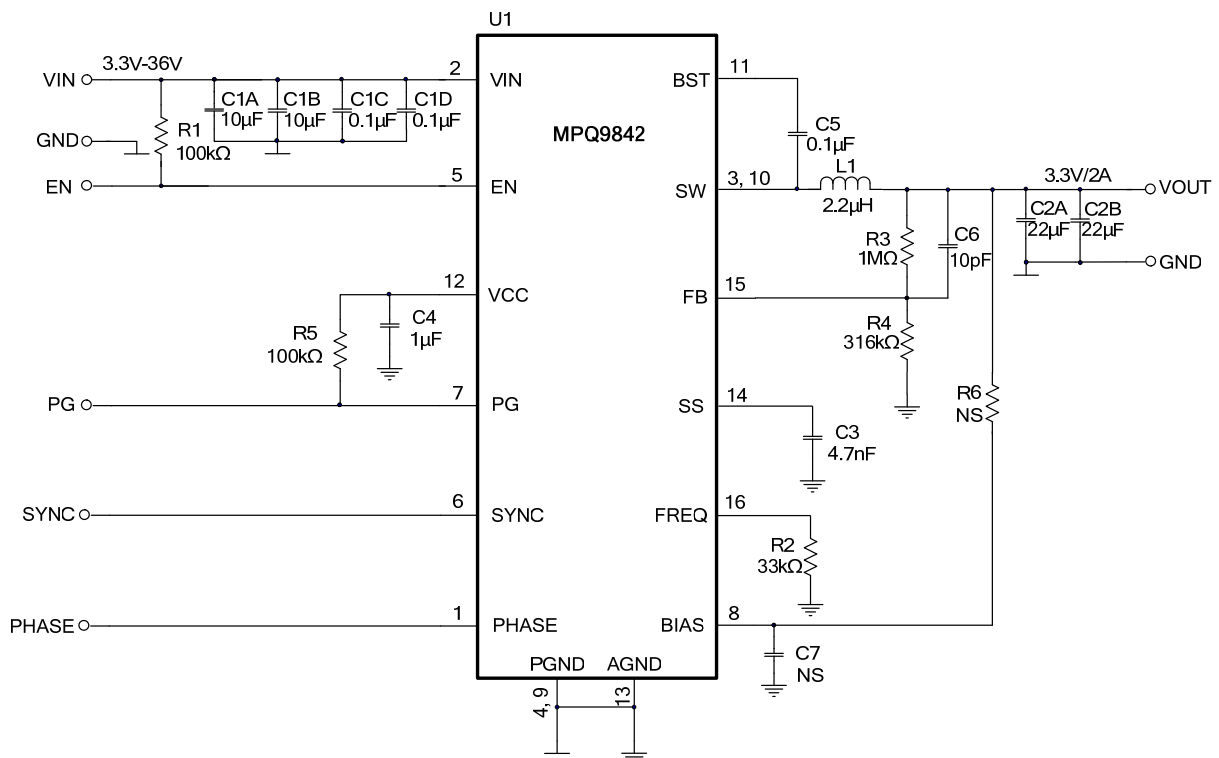 U1
3.3V-36V
VIN
2
VIN
BST
11
C1A
10µF
C1B
10µF
C1C
0.1µF
C1D
0.1µF
GND
R1
100kΩ
MPQ9842
C5
0.1µF
EN
5
EN
SW
3, 10
L1
2.2µH
3.3V/2A
VOUT
C2A
22µF
C2B
22µF
R3
1MΩ
C6
10pF
GND
12
VCC
FB
15
R5
100kΩ
C4
1µF
R4
316kΩ
PG
7
PG
SS
14
R6
NS
C3
4.7nF
SYNC
6
SYNC
FREQ
16
R2
33kΩ
PHASE
1
PHASE
BIAS
8
C7
NS
PGND
AGND
4, 9
13